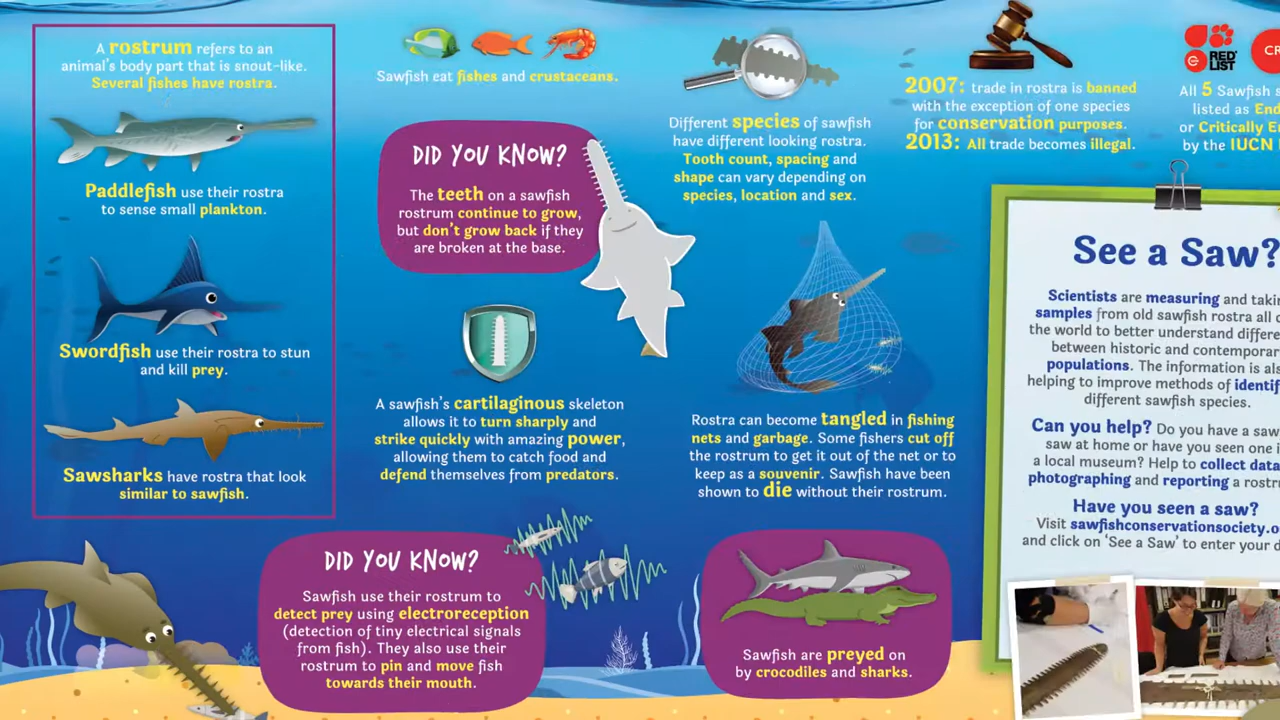 A rostrum refers to an
animal's body part that is snout-like.
Several fishes have rostra.
Paddlefish use their rostra
to sense small plankton.
Swordfish use their rostra to stun
and kill prey.
Sawsharks have rostra that look
similar to sawfish.
Sawfish eat fishes and crustaceans.
DID YOU KNOW?
The teeth on a sawfish
rostrum continue to grow,
but don't grow back if they
are broken at the base.
A sawfish's cartilaginous skeleton
allows it to turn sharply and
strike quickly with amazing power,
allowing them to catch food and
defend themselves from predators.
DID YOU KNOW?
Sawfish use their rostrum to
detect prey using electroreception
(detection of tiny electrical signals
from fish). They also use their
rostrum to pin and move fish
towards their mouth.
Different species of sawfish
have different looking rostra.
Tooth count, spacing and
shape can vary depending on
species, location and sex.
Rostra can become tangled in fishing
nets and garbage. Some fishers cut off
the rostrum to get it out of the net or to
keep as a souvenir. Sawfish have been
shown to die without their rostrum.
Sawfish are preyed on
by crocodiles and sharks.
2007: trade in rostra is banned
with the exception of one species
for conservation purposes.
2013: All trade becomes illegal.
RED
LIST
CR
All 5 Sawfish
listed as
or Critically
by the IUCN
See a Saw?
Scientists are measuring and
samples from old sawfish rostra all
the world to better understand
between historic and
populations. The information is
helping to improve methods of
different sawfish species.
Can you help? Do you have a
saw at home or have you seen one
a local museum? Help to collect data
photographing and reporting a
Have you seen a saw?
Visit
and click on 'See a Saw' to enter your